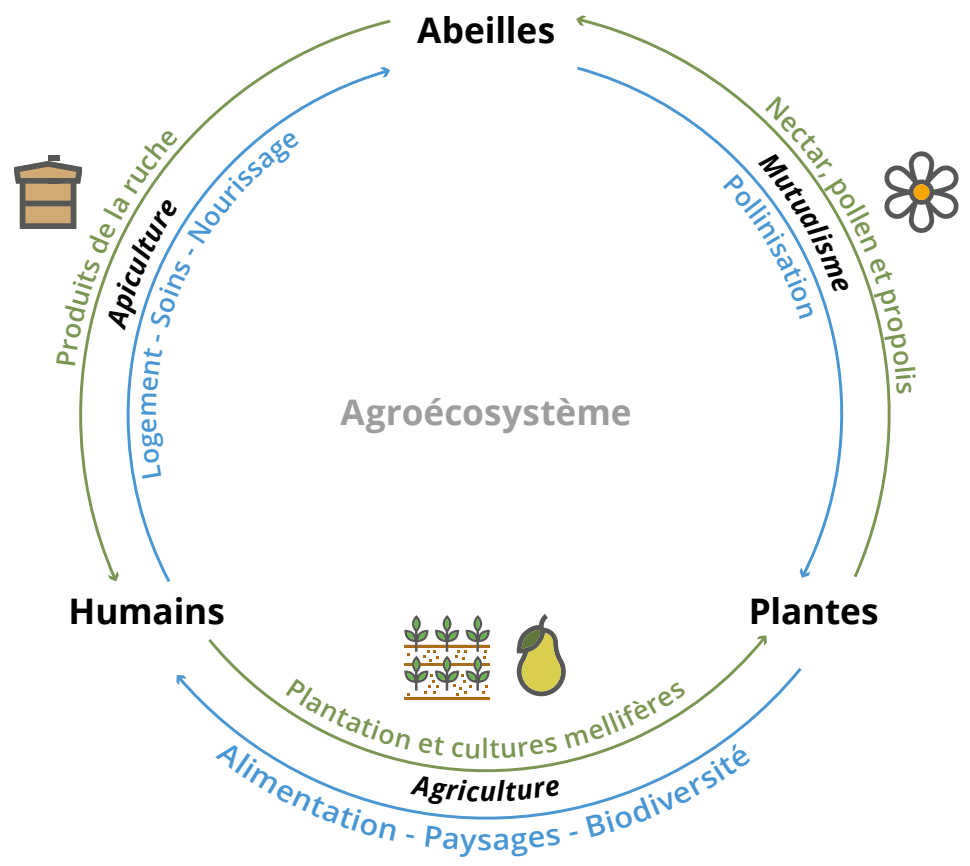 Abeilles
Produits de la ruche
Apiculture
Logement - Soins - Nourissage
Nectar, pollen et propolis
Mutualisme
Pollinisation
Agroécosystème
Humains
Plantes
Plantation et cultures mellifères
Agriculture
Alimentation - Paysages - Biodiversité